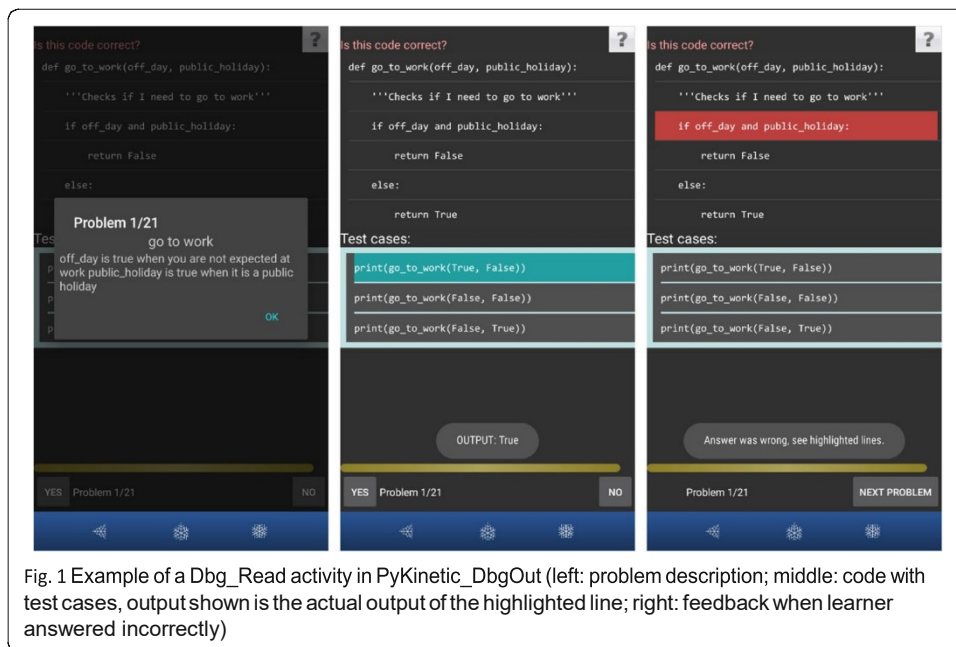 Is this code correct?
?
def go_to_work(off_day, public_holiday):
'''Checks if I need to go to work'''
if off_day and public_holiday:
return False
else:
Problem 1/21
go to work
off_day is true when you are not expected at
work public_holiday is true when it is a public
holiday
OK
Tes
p
p
p
YES
Problem 1/21
NO
Is this code correct?
?
def go_to_work(off_day, public_holiday):
'''Checks if I need to go to work'''
if off_day and public_holiday:
return False
else:
return True
Test cases:
print(go_to_work(True, False))
print(go_to_work(False, False))
print(go_to_work(False, True))
OUTPUT: True
YES
Problem 1/21
NO
Is this code correct?
?
def go_to_work(off_day, public_holiday):
'''Checks if I need to go to work'''
if off_day and public_holiday:
return False
else:
return True
Test cases:
print(go_to_work(True, False))
print(go_to_work(False, False))
print(go_to_work(False, True))
Answer was wrong, see highlighted lines.
Problem 1/21
NEXT PROBLEM
Fig. 1 Example of a Dbg_Read activity in PyKinetic_DbgOut (left: problem description; middle: code with
test cases, output shown is the actual output of the highlighted line; right: feedback when learner
answered incorrectly)